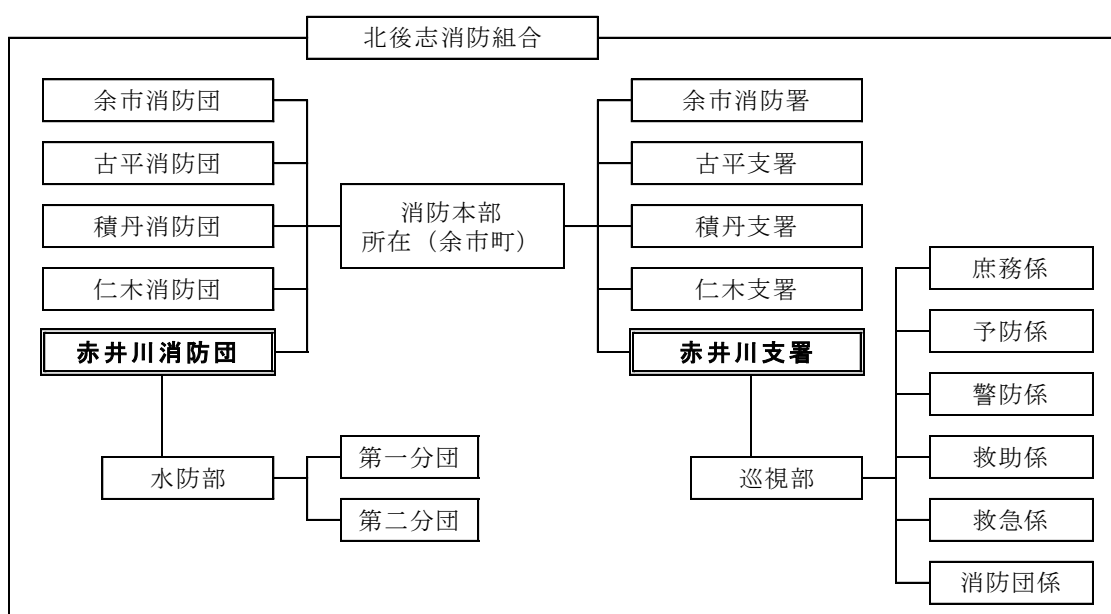 北後志消防組合
余市消防団
古平消防団
積丹消防団
仁木消防団
赤井川消防団
水防部
第一分団
第二分団
消防本部
所在（余市町）
余市消防署
古平支署
積丹支署
仁木支署
赤井川支署
巡視部
庶務係
予防係
警防係
救助係
救急係
消防団係